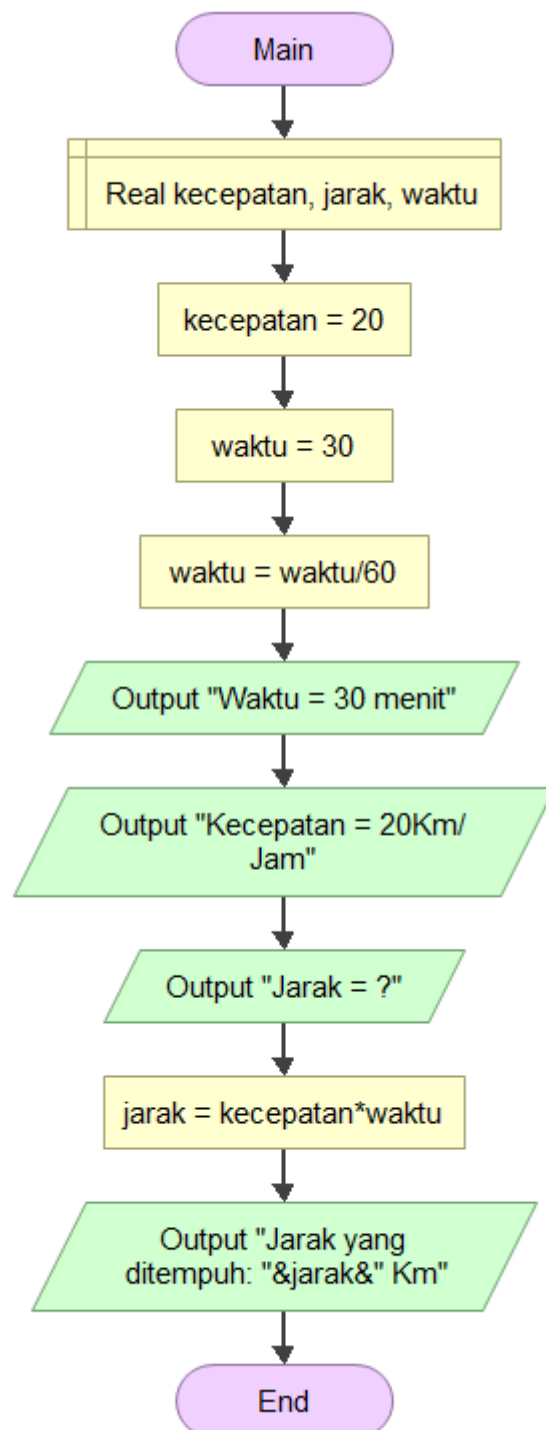 Main
Real kecepatan, jarak, waktu
kecepatan = 20
waktu = 30
waktu = waktu/60
Output "Waktu = 30 menit"
Output "Kecepatan = 20Km/
Jam"
Output "Jarak = ?"
jarak = kecepatan*waktu
Output "Jarak yang
ditempuh: "&jarak&" Km"
End